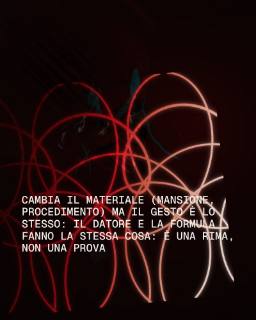 CAMBIA IL MATERIALE (MANSIONE,
PROCEDIMENTO) MA IL GESTO È LO
STESSO: IL DATORE E LA FORMULA
FANNO LA STESSA COSA: È UNA RIMA,
NON UNA PROVA